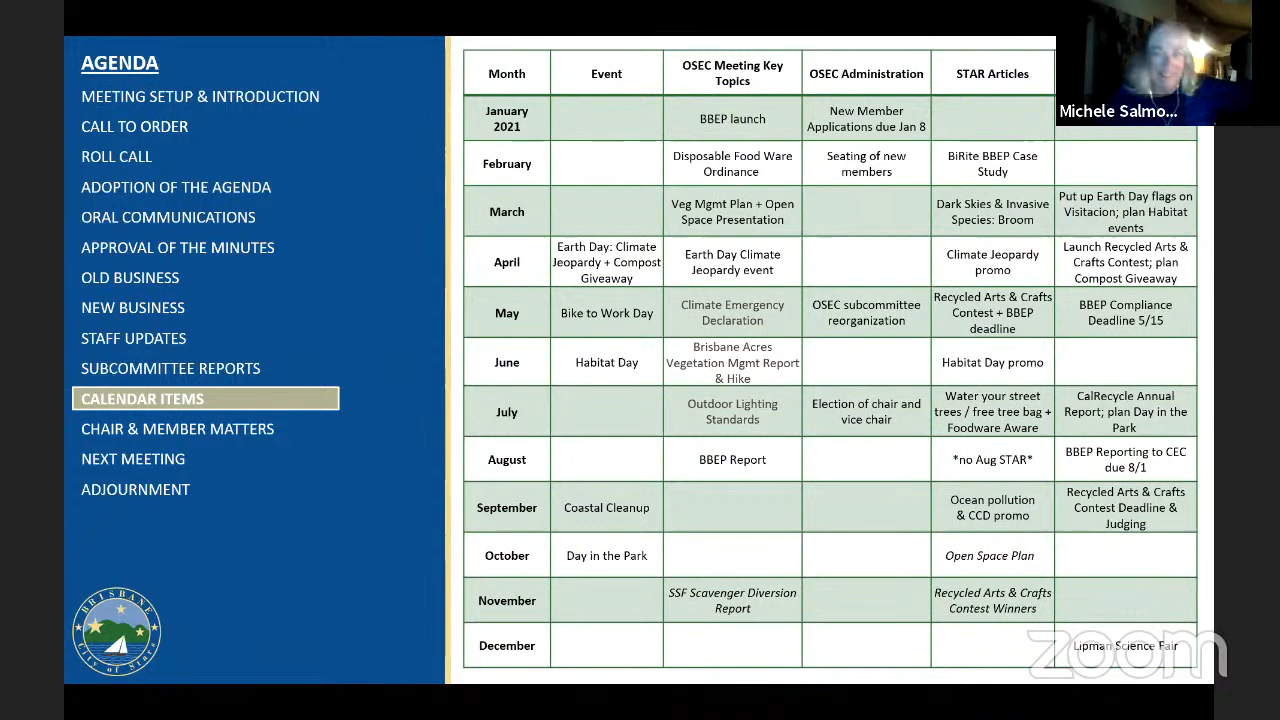 AGENDA
MEETING SETUP & INTRODUCTION
CALL TO ORDER
ROLL CALL
ADOPTION OF THE AGENDA
ORAL COMMUNICATIONS
APPROVAL OF THE MINUTES
OLD BUSINESS
NEW BUSINESS
STAFF UPDATES
SUBCOMMITTEE REPORTS
CALENDAR ITEMS
CHAIR & MEMBER MATTERS
NEXT MEETING
ADJOURNMENT
BRISBANE
City of Stars
Month
Event
OSEC Meeting Key
Topics
OSEC Administration
STAR Articles
Michele Salmo...
January
2021
BBEP launch
New Member
Applications due Jan 8
February
Disposable Food Ware
Ordinance
Seating of new
members
BiRite BBEP Case
Study
March
Veg Mgmt Plan + Open
Space Presentation
Dark Skies & Invasive
Species: Broom
Put up Earth Day flags on
Visitacion; plan Habitat
events
April
Earth Day: Climate
Jeopardy + Compost
Giveaway
Earth Day Climate
Jeopardy event
Climate Jeopardy
promo
Launch Recycled Arts &
Crafts Contest; plan
Compost Giveaway
May
Bike to Work Day
Climate Emergency
Declaration
OSEC subcommittee
reorganization
Recycled Arts & Crafts
Contest + BBEP
deadline
BBEP Compliance
Deadline 5/15
June
Habitat Day
Brisbane Acres
Vegetation Mgmt Report
& Hike
Habitat Day promo
July
Outdoor Lighting
Standards
Election of chair and
vice chair
Water your street
trees / free tree bag +
Foodware Aware
CalRecycle Annual
Report; plan Day in the
Park
August
BBEP Report
*no Aug STAR*
BBEP Reporting to CEC
due 8/1
September
Coastal Cleanup
Ocean pollution
& CCD promo
Recycled Arts & Crafts
Contest Deadline &
Judging
October
Day in the Park
Open Space Plan
November
SSF Scavenger Diversion
Report
Recycled Arts & Crafts
Contest Winners
December
Lipman Science Fair
zoom